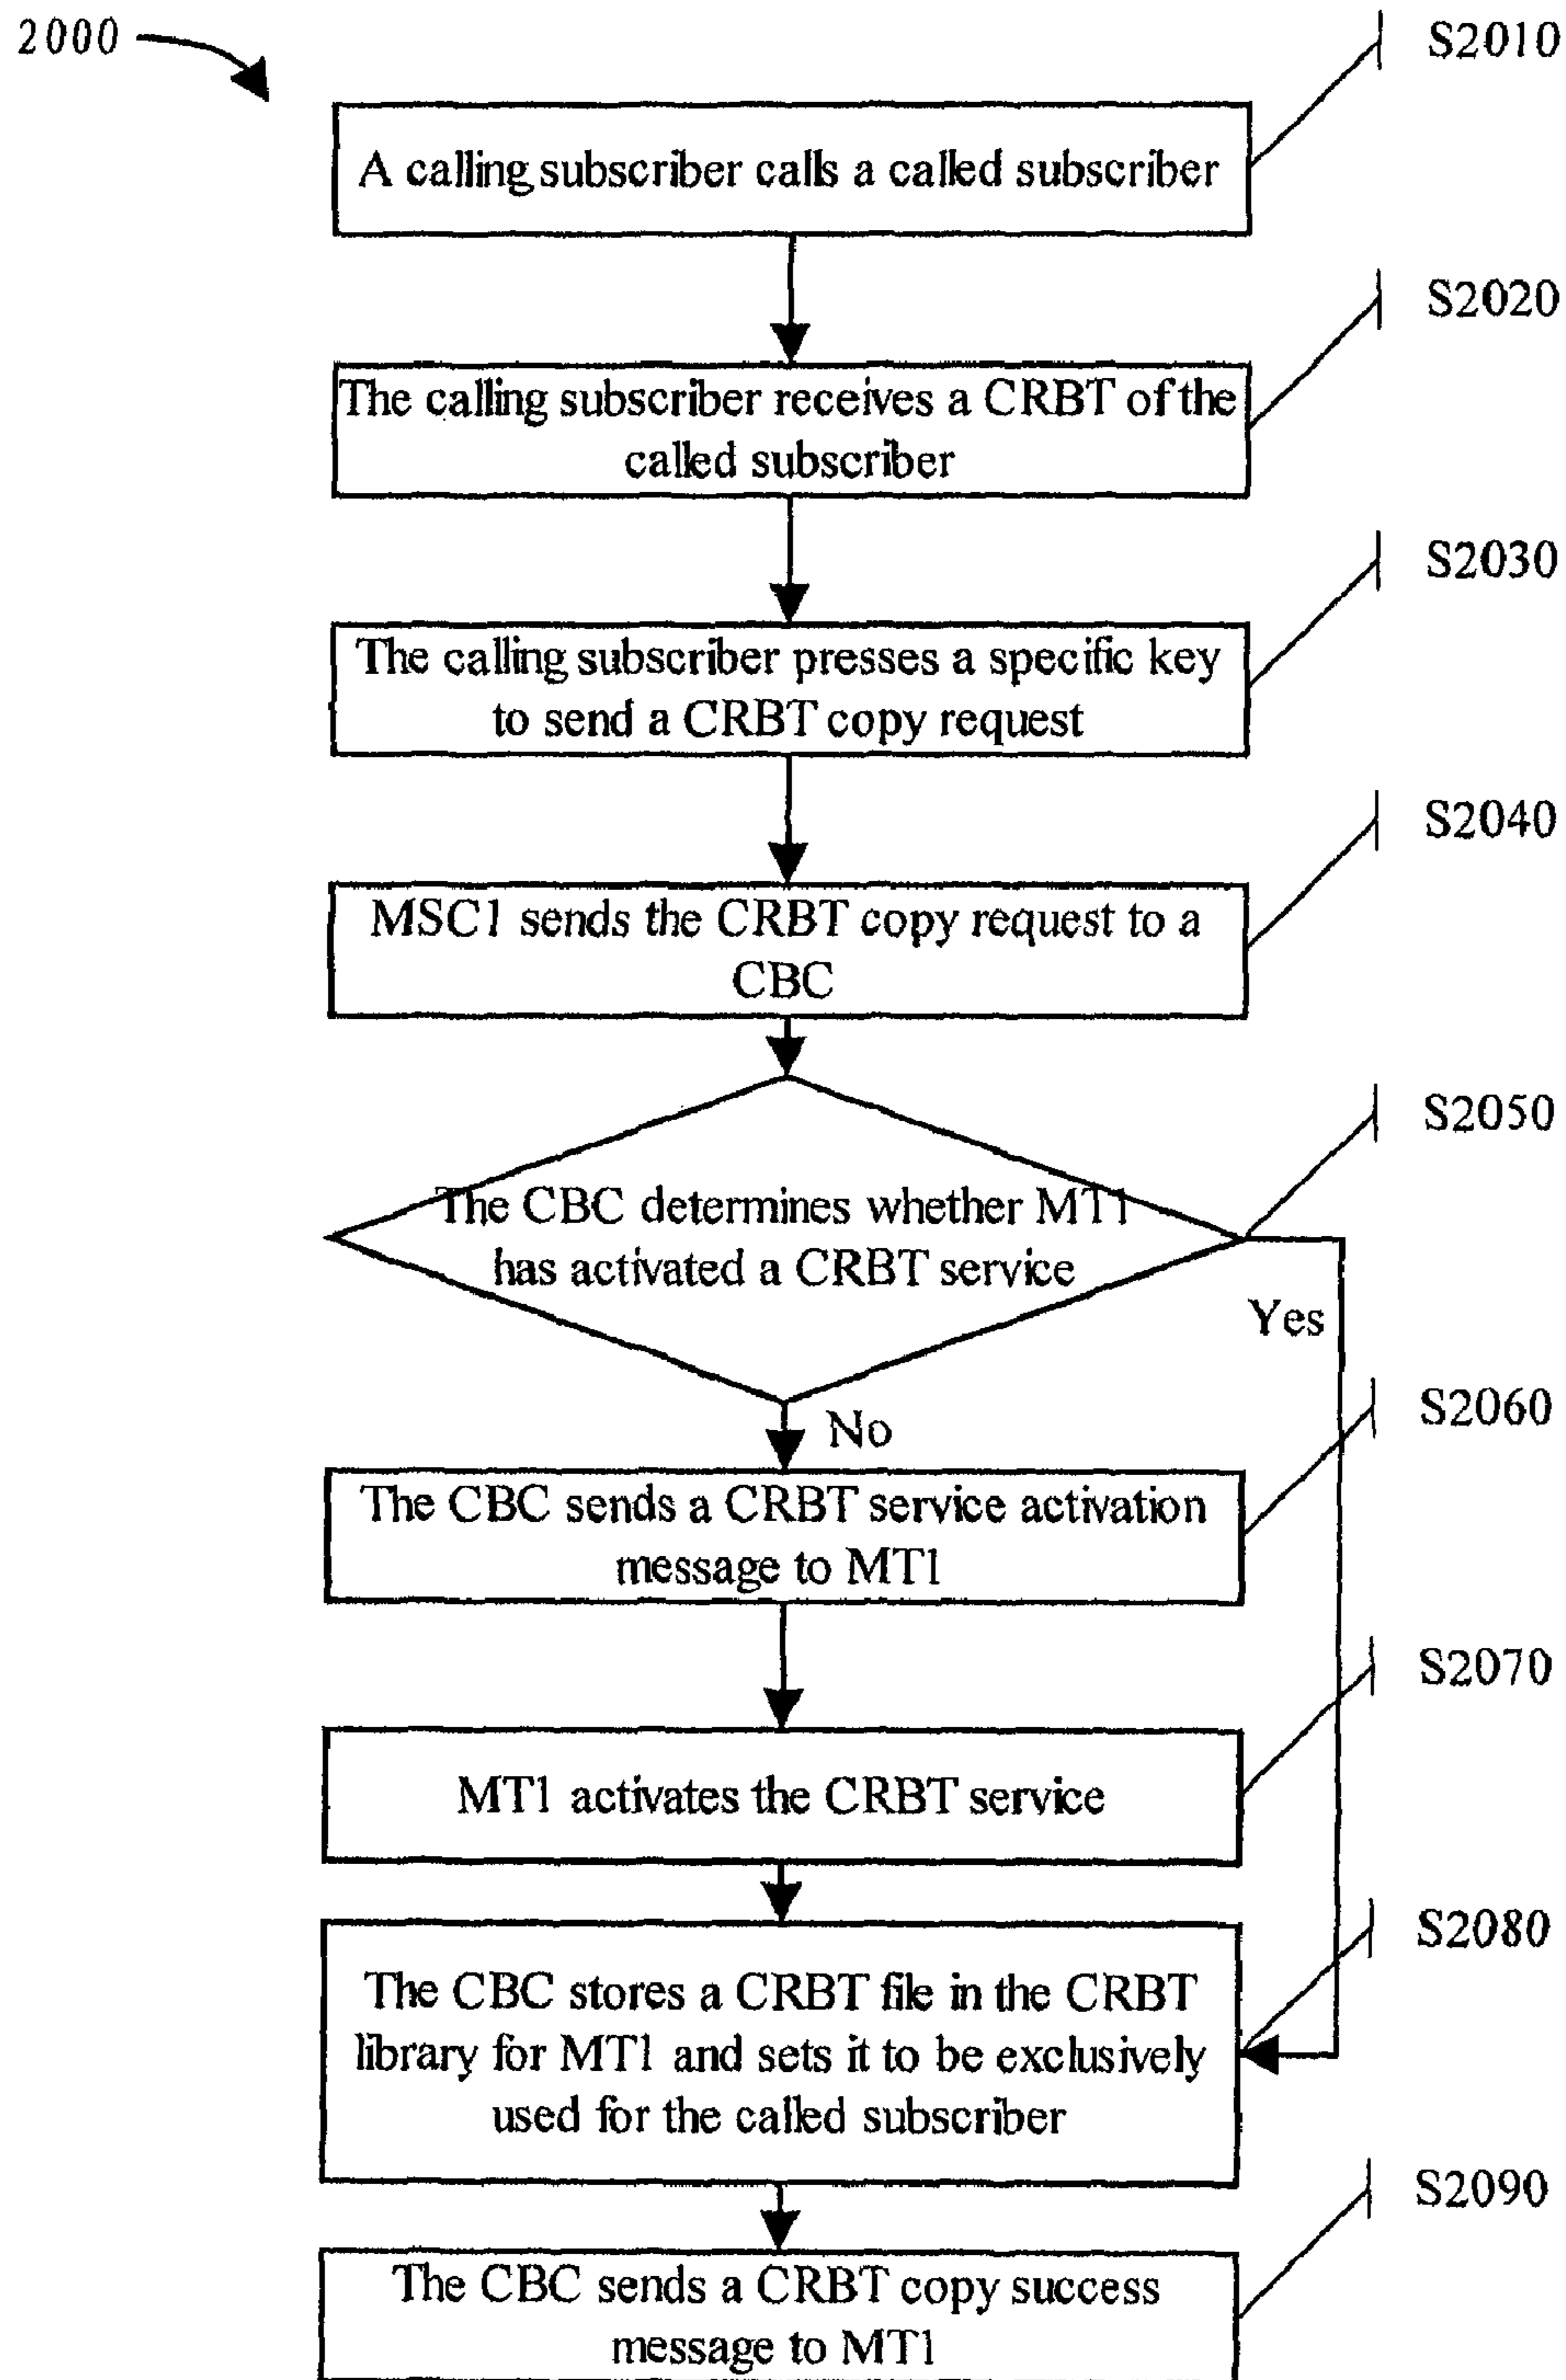 2000
S2010
A calling subscriber calls a called subscriber
S2020
The calling subscriber receives a CRBT of the
called subscriber
S2030
The calling subscriber presses a specific key
to send a CRBT copy request
S2040
MSC1 sends the CRBT copy request to a
CBC
S2050
The CBC determines whether MT1
has activated a CRBT service
Yes
No
S2060
The CBC sends a CRBT service activation
message to MT1
S2070
MT1 activates the CRBT service
S2080
The CBC stores a CRBT file in the CRBT
library for MT1 and sets it to be exclusively
used for the called subscriber
S2090
The CBC sends a CRBT copy success
message to MT1